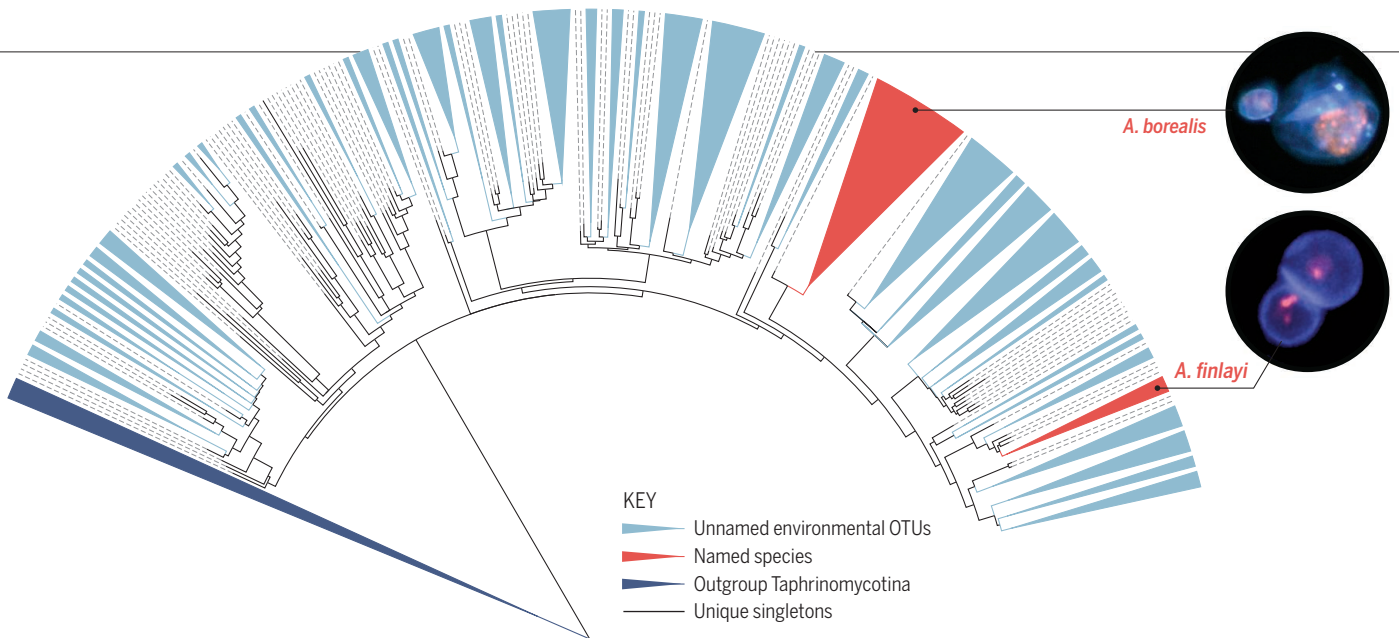 A. borealis
A. finlayi
KEY
Unnamed environmental OTUs
Named species
Outgroup Taphrinomycotina
Unique singletons